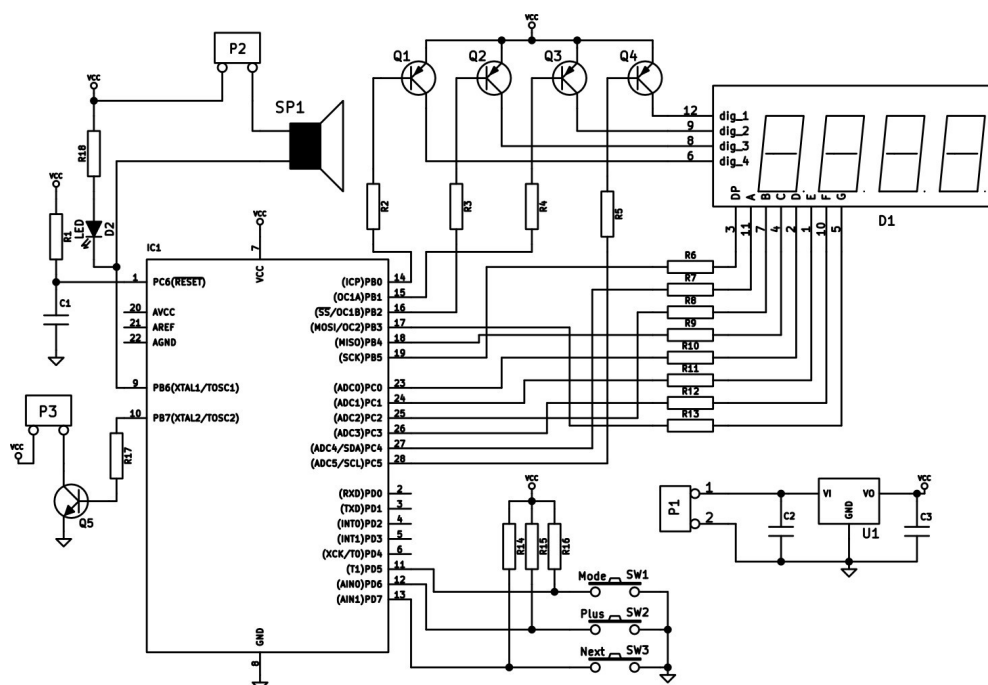 VCC
P2
Q1
Q2
Q3
Q4
VCC
SP1
12 dig_1
9 dig_2
8 dig_3
6 dig_4
R18
VCC
R1
LED
D2
R2
R3
R4
R5
DP
A
B
C
D
E
F
G
3
11
7
4
2
1
10
5
D1
VCC
IC1
7
VCC
1 PC6(RESET)
C1
20 AVCC
21 AREF
22 AGND
9 PB6(XTAL1/TOSC1)
10 PB7(XTAL2/TOSC2)
(ICP)PB0 14
(OC1A)PB1 15
(SS/OC1B)PB2 16
(MOSI/OC2)PB3 17
(MISO)PB4 18
(SCK)PB5 19
(ADC0)PC0 23
(ADC1)PC1 24
(ADC2)PC2 25
(ADC3)PC3 26
(ADC4/SDA)PC4 27
(ADC5/SCL)PC5 28
(RXD)PD0 2
(TXD)PD1 3
(INT0)PD2 4
(INT1)PD3 5
(XCK/T0)PD4 6
(T1)PD5 11
(AIN0)PD6 12
(AIN1)PD7 13
GND
8
R6
R7
R8
R9
R10
R11
R12
R13
P3
VCC
R17
Q5
VCC
R14
R15
R16
Mode SW1
Plus SW2
Next SW3
P1
1
2
C2
VI
VO
GND
U1
VCC
C3